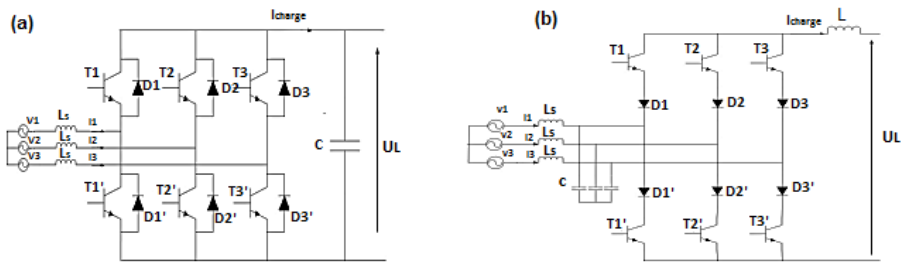 (a)
Icharge
T1
D1
T2
D2
T3
D3
V1
Ls
I1
V2
Ls
I2
V3
Ls
I3
C
UL
T1'
D1'
T2'
D2'
T3'
D3'
(b)
Icharge
L
T1
T2
T3
D1
D2
D3
V1
I1
Ls
V2
I2
Ls
V3
I3
Ls
C
UL
D1'
D2'
D3'
T1'
T2'
T3'